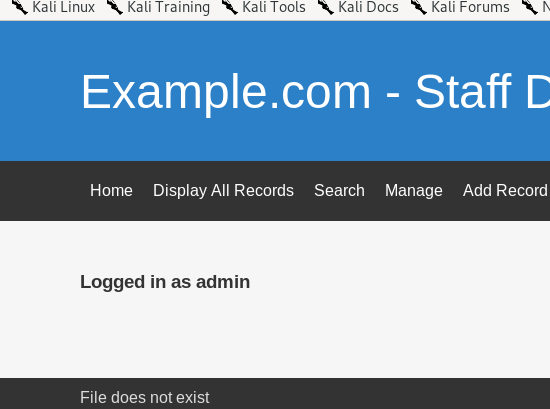 Kali Linux Kali Training Kali Tools Kali Docs Kali Forums
Example.com - Staff
Home Display All Records Search Manage Add Record
Logged in as admin
File does not exist